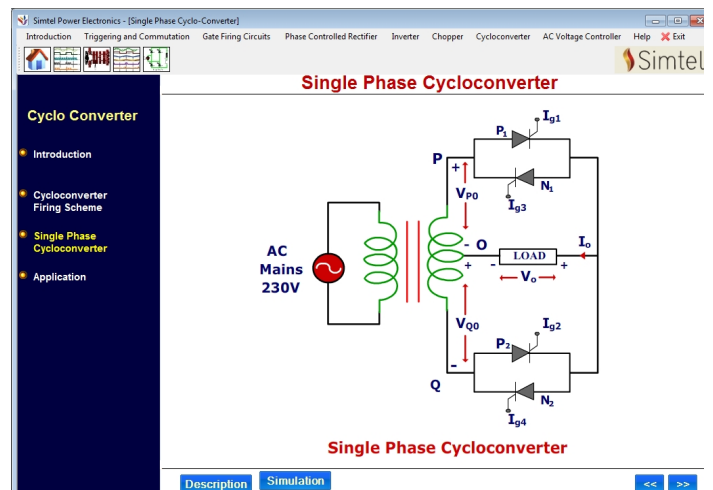 Simtel Power Electronics - [Single Phase Cyclo-Converter]
Introduction Triggering and Commutation Gate Firing Circuits Phase Controlled Rectifier Inverter Chopper Cycloconverter AC Voltage Controller Help Exit
Simtel
Single Phase Cycloconverter
Cyclo Converter
Introduction
Cycloconverter
Firing Scheme
Single Phase
Cycloconverter
Application
P1 Ig1
P +
N1
VP0
Ig3
AC
Mains
230V
- O
+
LOAD
Io
- Vo +
VQ0
P2 Ig2
-
Q
N2
Ig4
Single Phase Cycloconverter
Description Simulation << >>